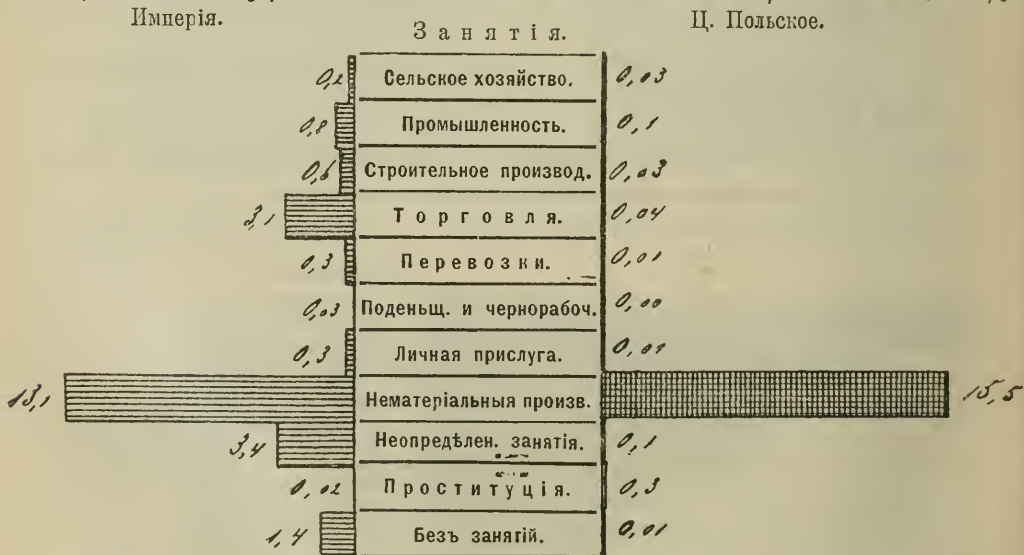 Имперія.
Занятія.
Ц. Польское.
0,2 Сельское хозяйство. 0,03
0,8 Промышленность. 0,1
0,6 Строительное производ. 0,03
3,1 Торговля. 0,04
0,3 Перевозки. 0,01
0,03 Поденьщ. и чернорабоч. 0,00
0,3 Личная прислуга.
13,1 Нематеріальныя произв. 15,5
3,4 Неопредѣлен. занятія. 0,1
0,02 Проституція. 0,3
1,4 Безъ занятій. 0,01